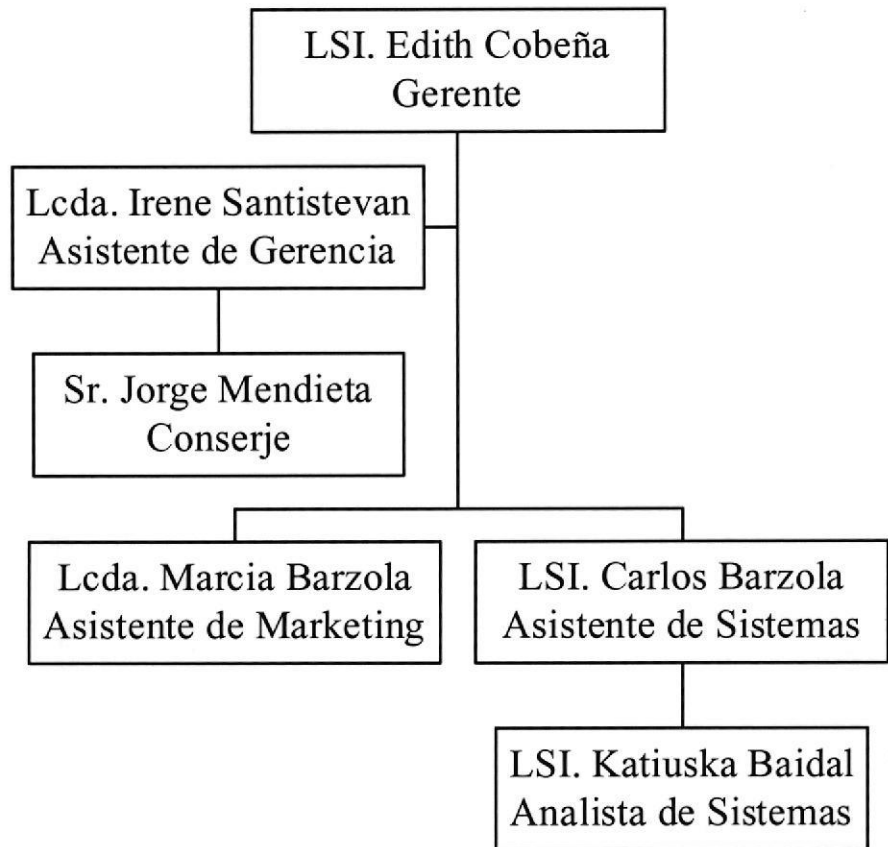 LSI. Edith Cobeña
Gerente
Lcda. Irene Santistevan
Asistente de Gerencia
Sr. Jorge Mendieta
Conserje
Lcda. Marcia Barzola
Asistente de Marketing
LSI. Carlos Barzola
Asistente de Sistemas
LSI. Katiuska Baidal
Analista de Sistemas